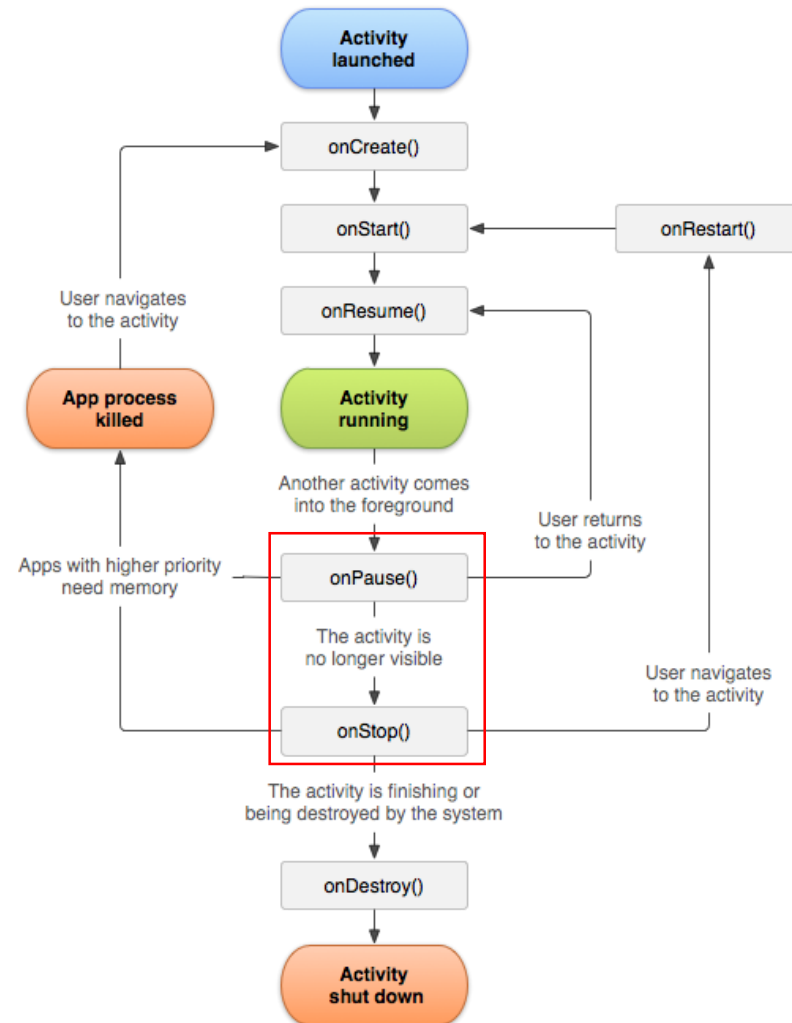 Activity
launched
onCreate()
onStart()
onRestart()
User navigates
to the activity
onResume()
App process
killed
Activity
running
Another activity comes
into the foreground
User returns
to the activity
Apps with higher priority
need memory
onPause()
The activity is
no longer visible
User navigates
to the activity
onStop()
The activity is finishing or
being destroyed by the system
onDestroy()
Activity
shut down